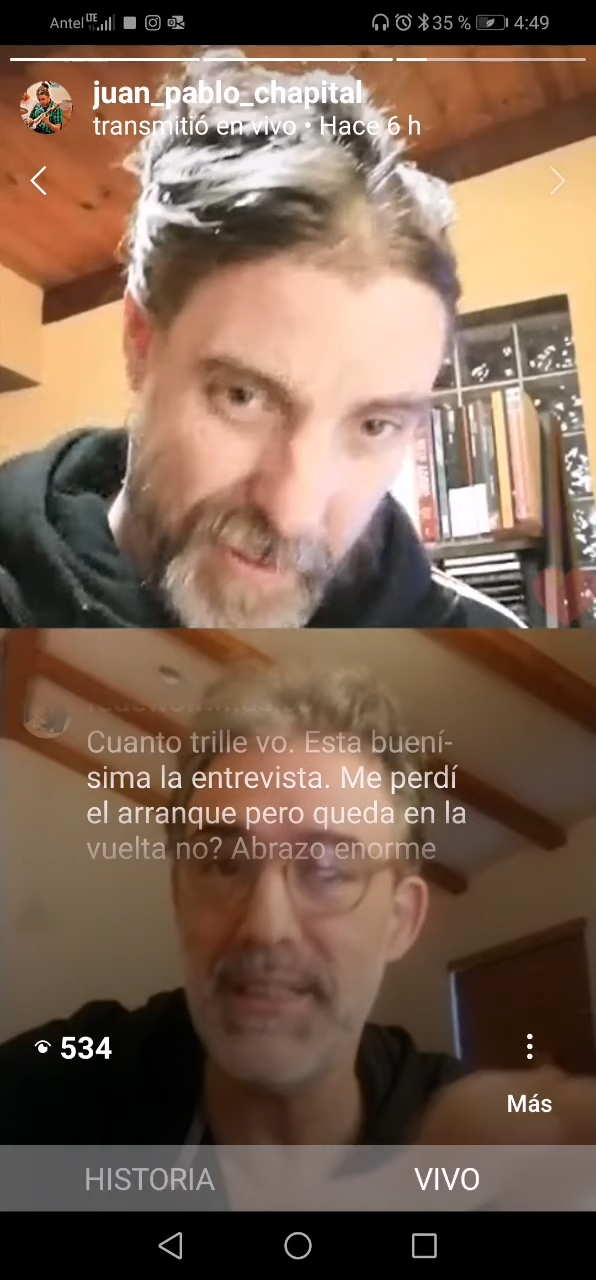 Antel LTE 35 % 4:49
juan_pablo_chapital
transmitió en vivo • Hace 6 h
Cuanto trille vo. Esta buení-
sima la entrevista. Me perdí
el arranque pero queda en la
vuelta no? Abrazo enorme
534
Más
HISTORIA VIVO